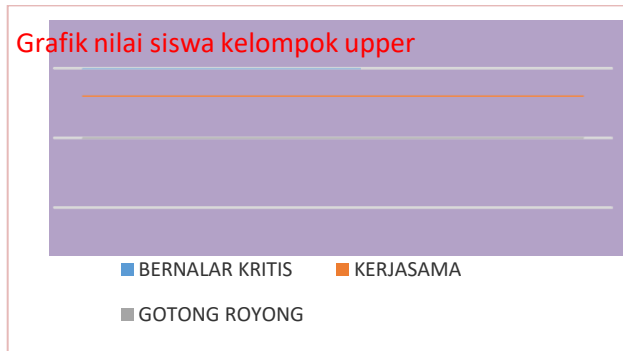 Grafik nilai siswa kelompok upper
BERNALAR KRITIS KERJASAMA
GOTONG ROYONG